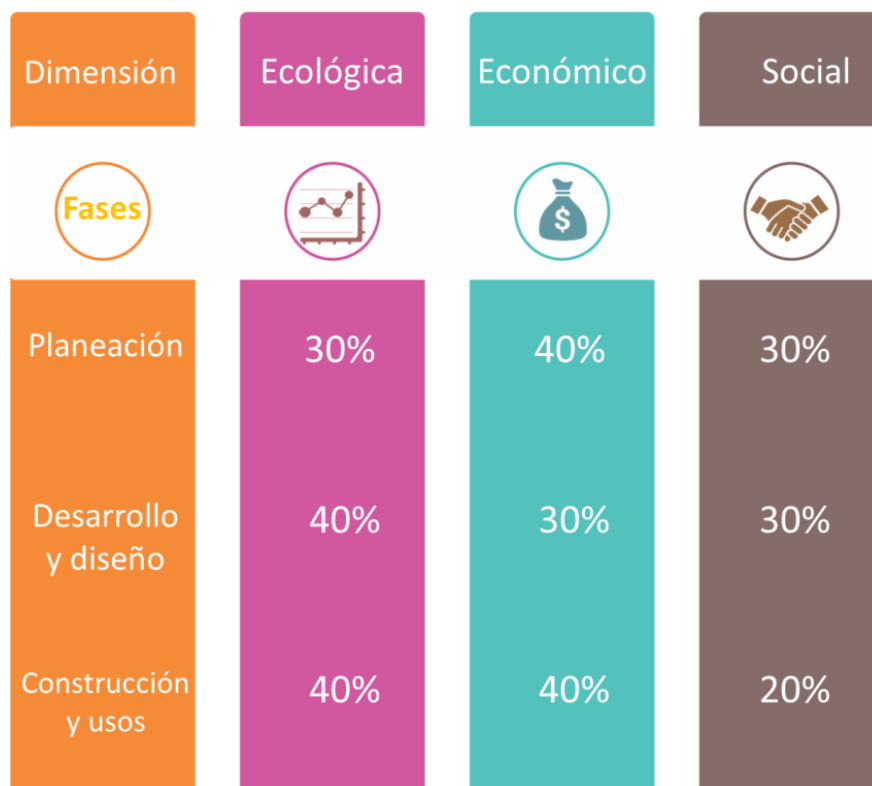 Dimensión Ecológica Económico Social
Fases $
Planeación 30% 40% 30%
Desarrollo
y diseño 40% 30% 30%
Construcción
y usos 40% 40% 20%